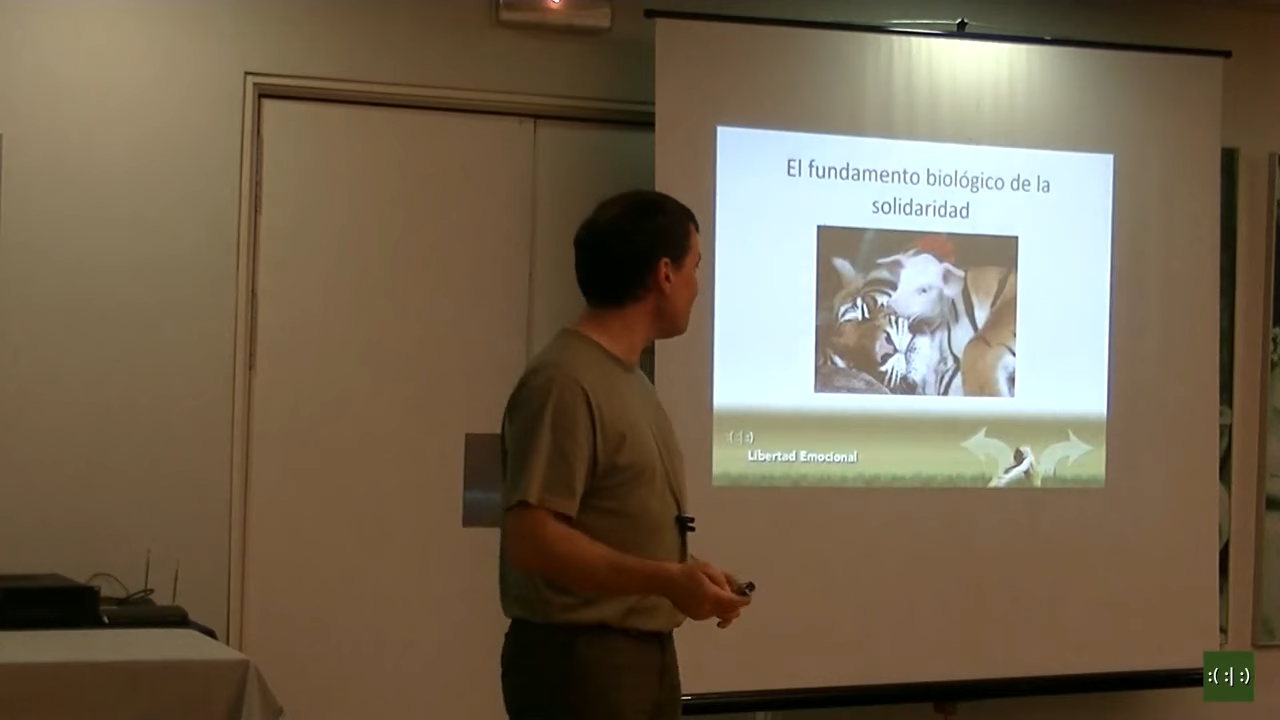 El fundamento biológico de la
solidaridad
:(:|:)
Libertad Emocional
:( :| :)